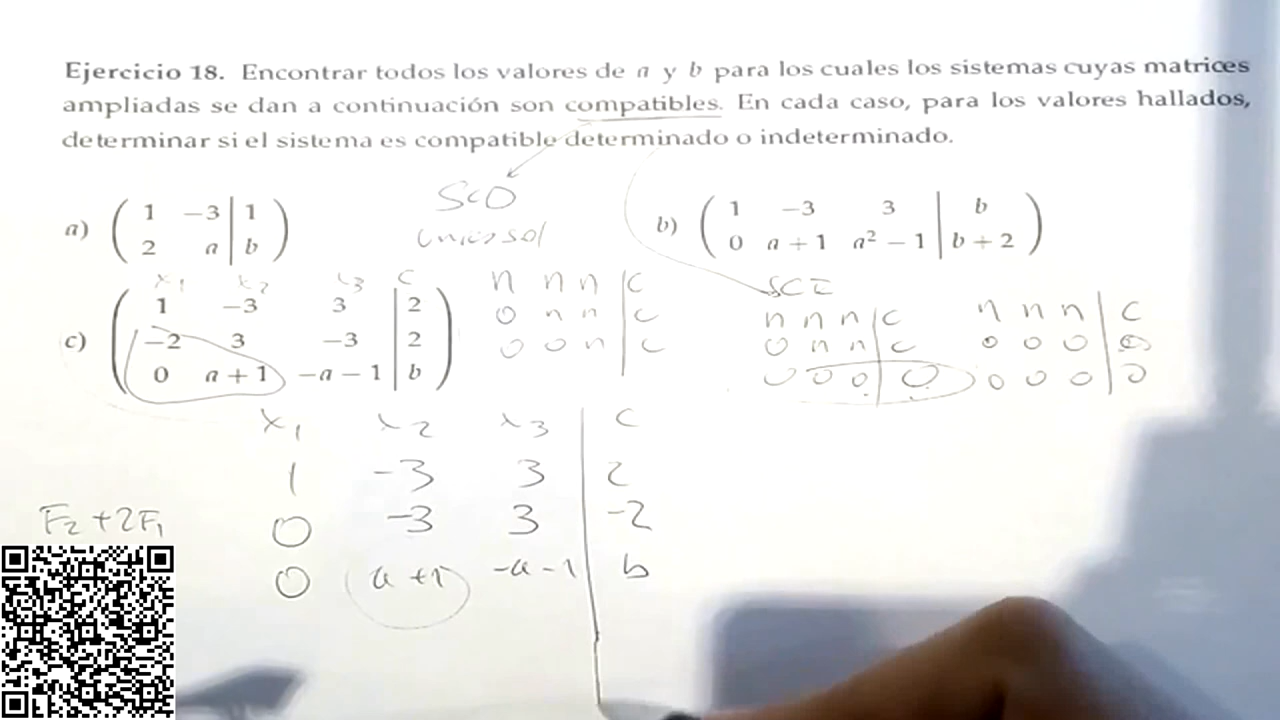 Ejercicio 18. Encontrar todos los valores de a y b para los cuales los sistemas cuyas matrices
ampliadas se dan a continuación son compatibles. En cada caso, para los valores hallados,
determinar si el sistema es compatible determinado o indeterminado.
SCD
unica sol
a) ( 1 −3 | 1 )
2 a | b
b) ( 1 −3 3 | b )
0 a + 1 a² − 1 | b + 2
x1 x2 x3 C
c) ( 1 −3 3 | 2 )
−2 3 −3 | 2
0 a + 1 −a − 1 | b
n n n | c
0 n n | c
0 0 n | c
SCI
n n n | c
0 n n | c
0 0 0 | 0
n n n | c
0 0 0 | 0
0 0 0 | 0
x1 x2 x3 | C
1 -3 3 | 2
F2 +2F1 0 -3 3 | -2
0 a +1 -a -1 | b